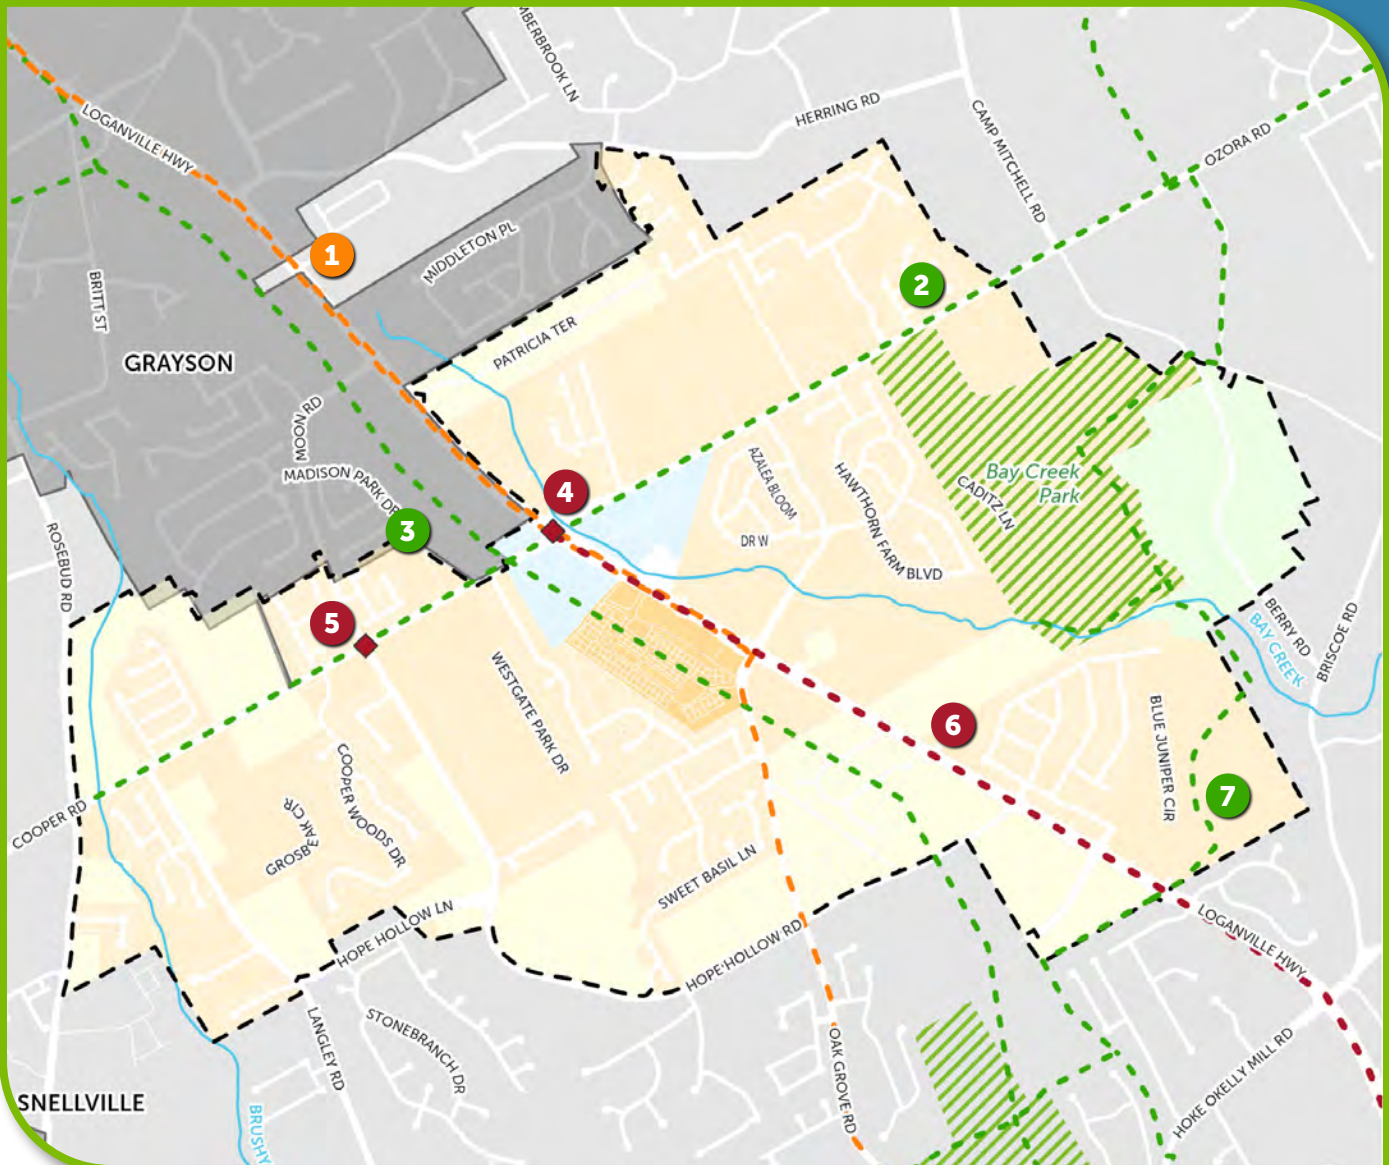 MBERBROOK LN
HERRING RD
CAMP MITCHELL RD
OZORA RD
LOGANVILLE HWY
1
MIDDLETON PL
2
BRITT ST
PATRICIA TER
GRAYSON
MOON RD
MADISON PARK DR
3
4
AZALEA BLOOM
DR W
HAWTHORN FARM BLVD
CADITZ LN
Bay Creek
Park
ROSEBUD RD
5
WESTGATE PARK DR
BERRY RD
BAY CREEK
BRISCOE RD
6
BLUE JUNIPER CIR
7
COOPER RD
COOPER WOODS DR
GROSBEAK CIR
SWEET BASIL LN
HOPE HOLLOW LN
HOPE HOLLOW RD
LOGANVILLE HWY
LANGLEY RD
STONEBRANCH DR
OAK GROVE RD
HOKE OKELLY MILL RD
SNELLVILLE
BRUSHY